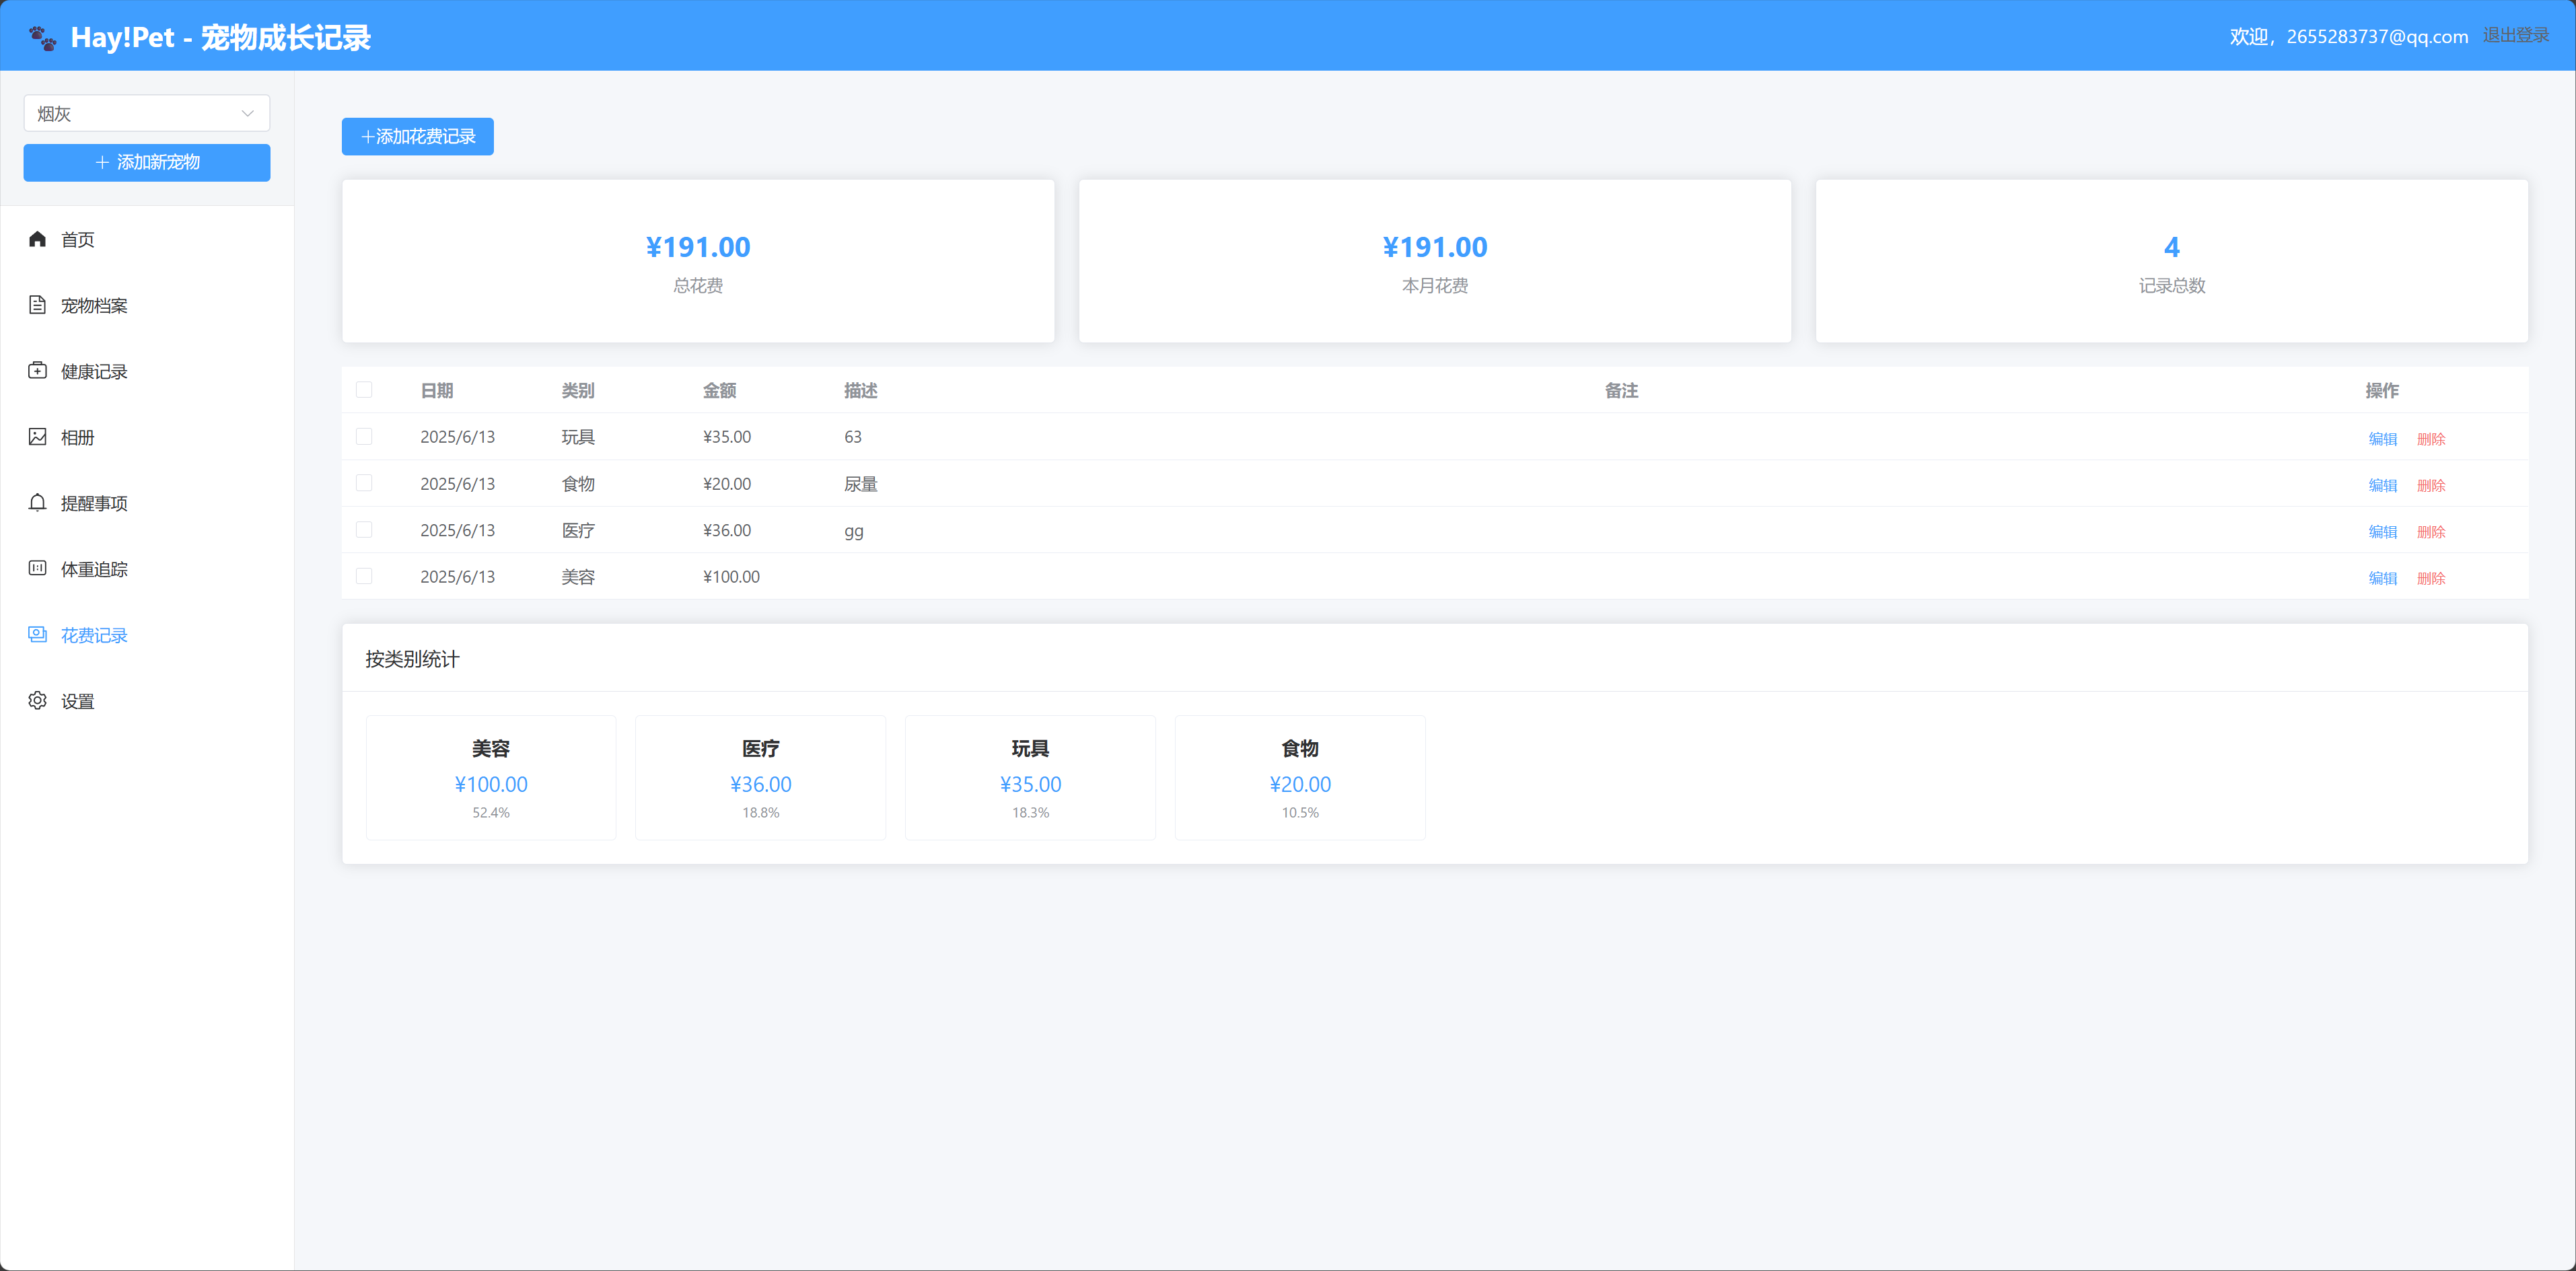 Hay!Pet - 宠物成长记录
欢迎，2655283737@qq.com 退出登录
烟灰
添加新宠物
首页
宠物档案
健康记录
相册
提醒事项
体重追踪
花费记录
设置
添加花费记录
¥191.00
总花费
¥191.00
本月花费
4
记录总数
日期 类别 金额 描述 备注 操作
2025/6/13 玩具 ¥35.00 63 编辑 删除
2025/6/13 食物 ¥20.00 尿量 编辑 删除
2025/6/13 医疗 ¥36.00 gg 编辑 删除
2025/6/13 美容 ¥100.00 编辑 删除
按类别统计
美容
¥100.00
52.4%
医疗
¥36.00
18.8%
玩具
¥35.00
18.3%
食物
¥20.00
10.5%